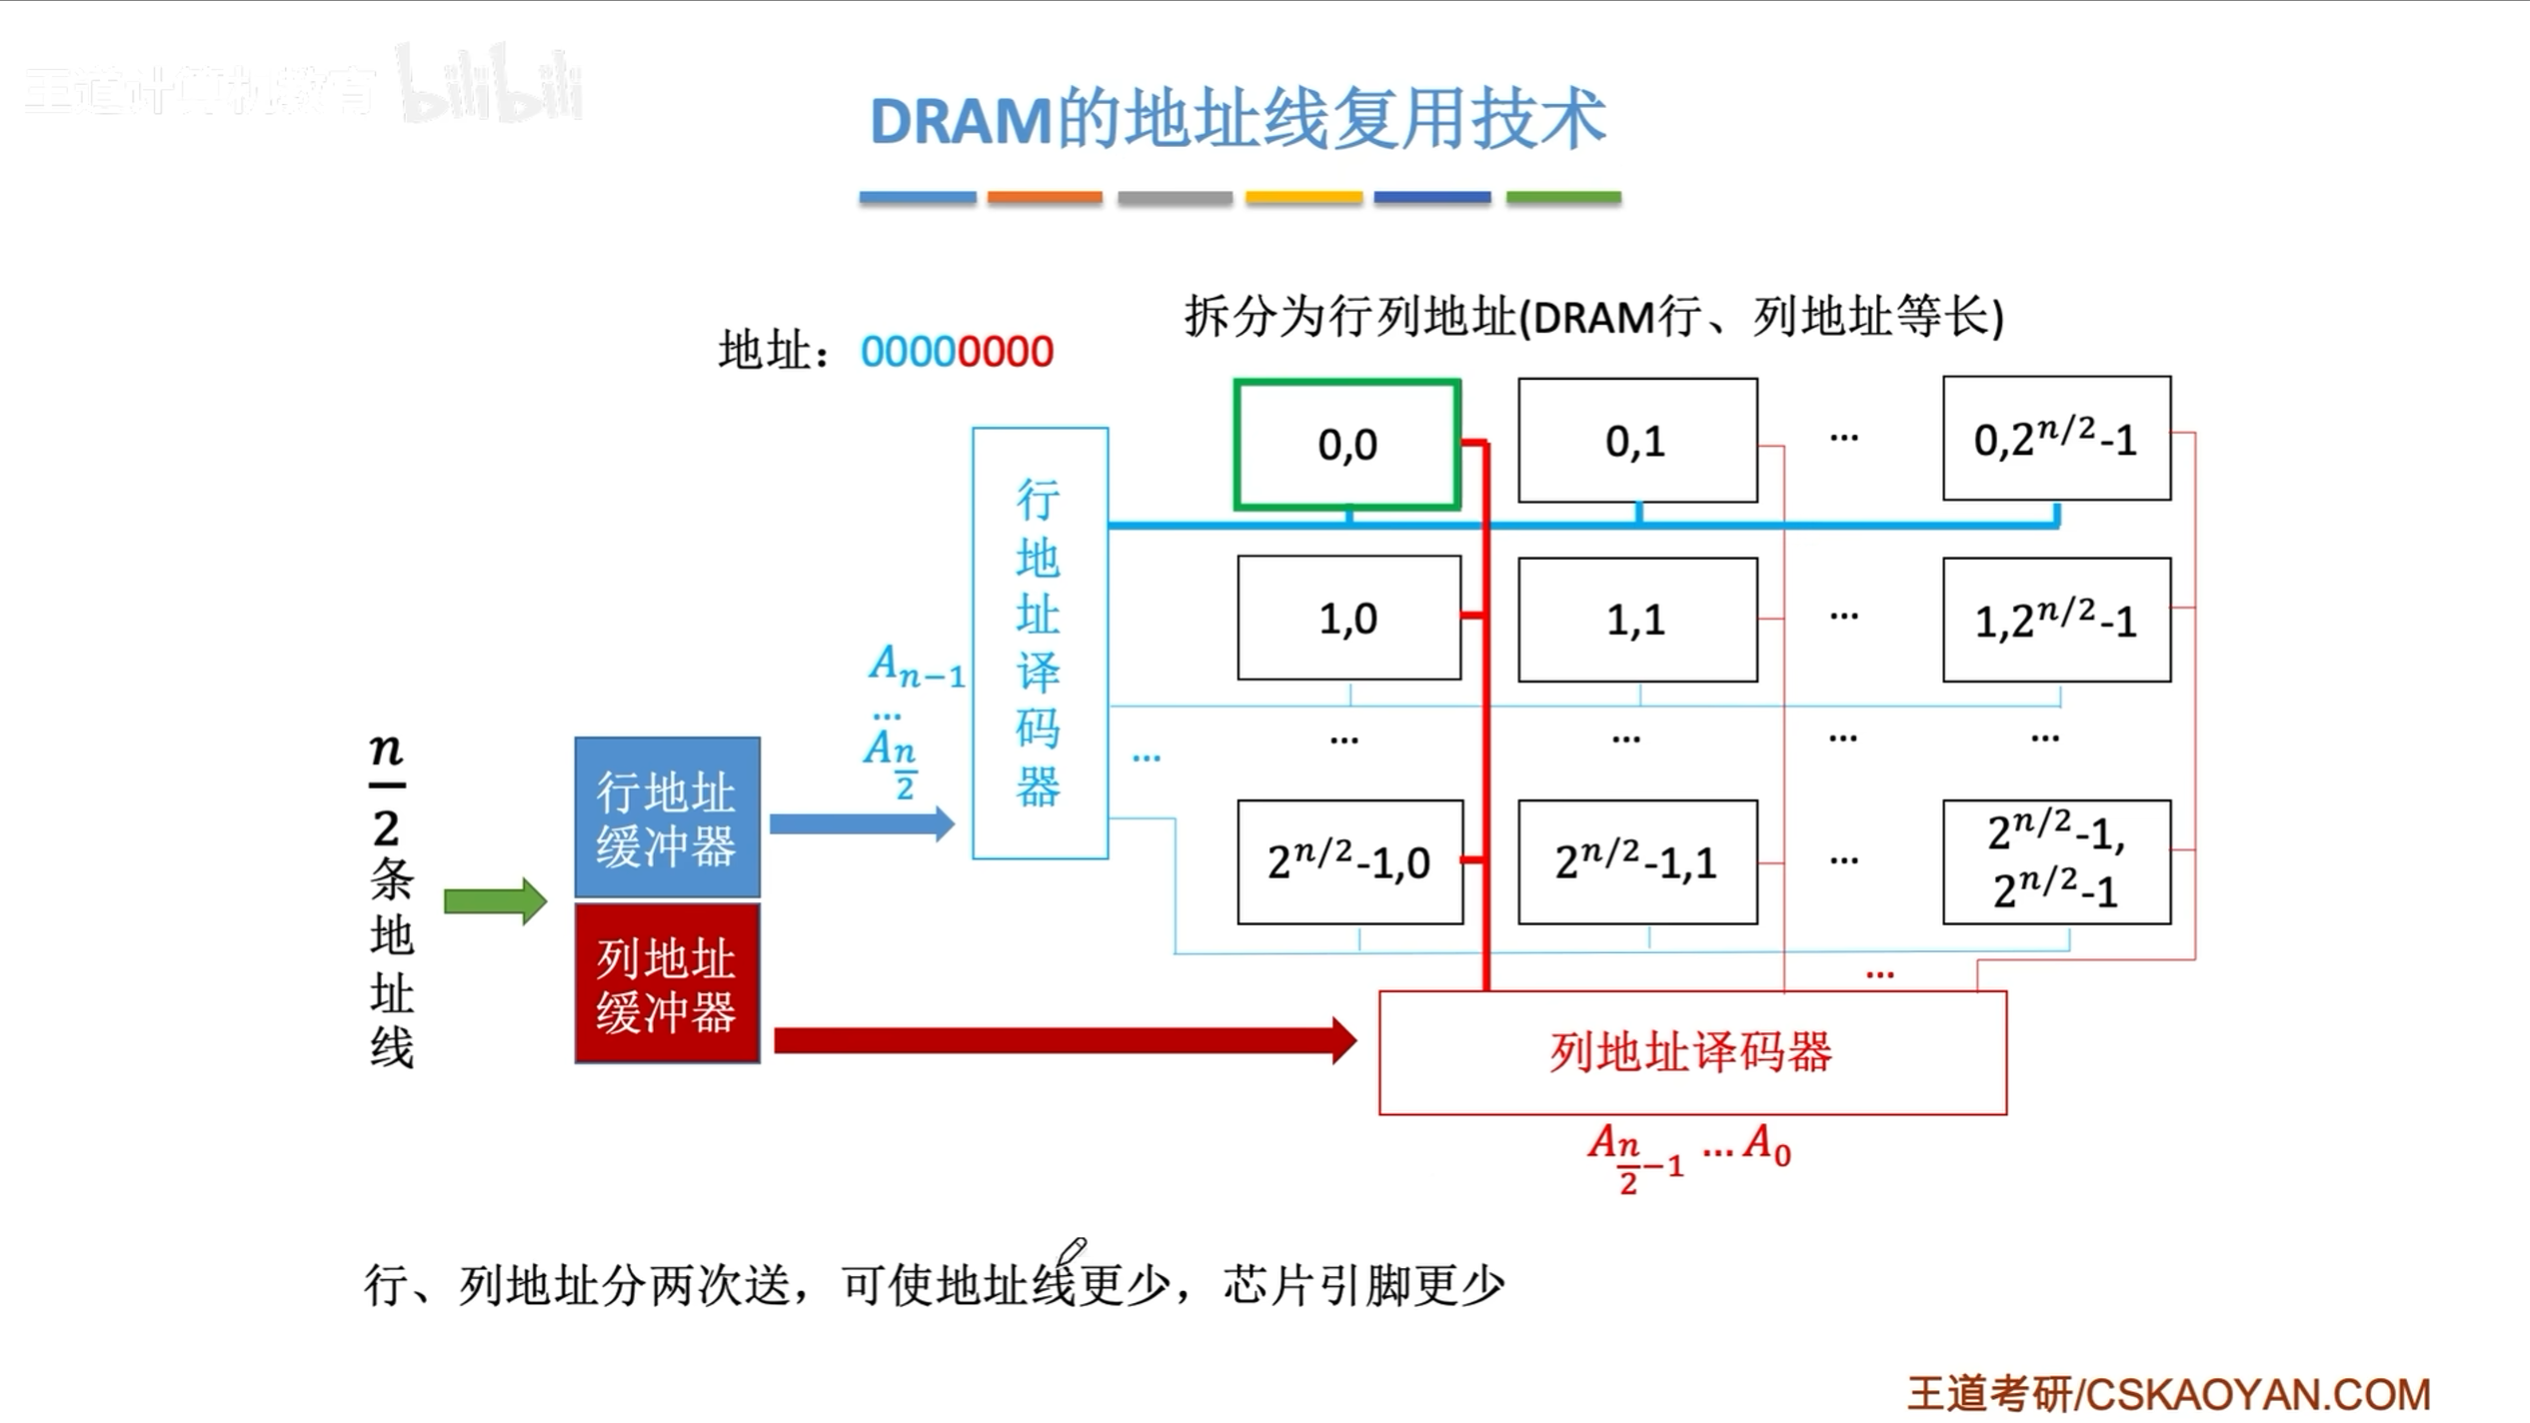 王道计算机教育 bilibili
DRAM的地址线复用技术
拆分为行列地址(DRAM行、列地址等长)
地址：00000000
0,0
0,1
...
0,2^{n/2}-1
行地址译码器
1,0
1,1
...
1,2^{n/2}-1
A_{n-1}
...
A_{\frac{n}{2}}
...
...
...
...
...
\frac{n}{2}条地址线
行地址
缓冲器
列地址
缓冲器
2^{n/2}-1,0
2^{n/2}-1,1
...
2^{n/2}-1,
2^{n/2}-1
...
列地址译码器
A_{\frac{n}{2}-1} ... A_0
行、列地址分两次送，可使地址线更少，芯片引脚更少
王道考研/CSKAOYAN.COM